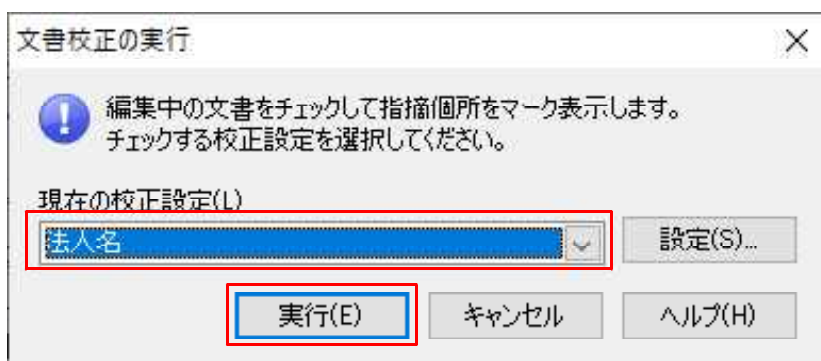 文書校正の実行
編集中の文書をチェックして指摘個所をマーク表示します。
チェックする校正設定を選択してください。
現在の校正設定(L)
法人名
設定(S)...
実行(E)
キャンセル
ヘルプ(H)